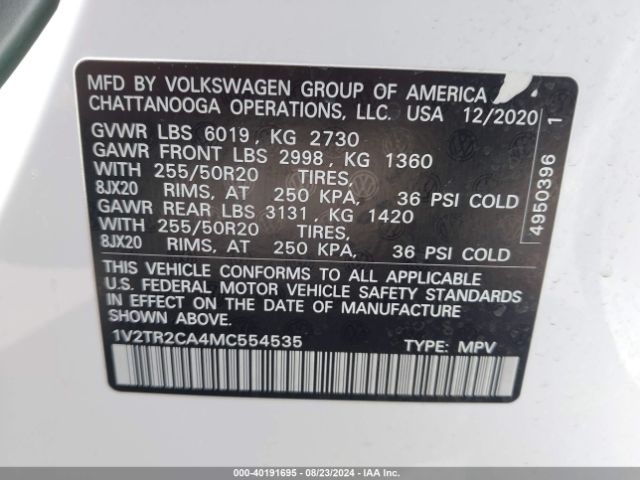 MFD BY VOLKSWAGEN GROUP OF AMERICA
CHATTANOOGA OPERATIONS, LLC. USA 12/2020
GVWR LBS 6019, KG 2730
GAWR FRONT LBS 2998, KG 1360
WITH 255/50R20 TIRES,
8JX20 RIMS, AT 250 KPA, 36 PSI COLD
GAWR REAR LBS 3131, KG 1420
WITH 255/50R20 TIRES,
8JX20 RIMS, AT 250 KPA, 36 PSI COLD
THIS VEHICLE CONFORMS TO ALL APPLICABLE
U.S. FEDERAL MOTOR VEHICLE SAFETY STANDARDS
IN EFFECT ON THE DATE OF MANUFACTURE
SHOWN ABOVE.
1V2TR2CA4MC554535 TYPE: MPV
4950396 1
000-40191695 - 08/23/2024 - IAA Inc.